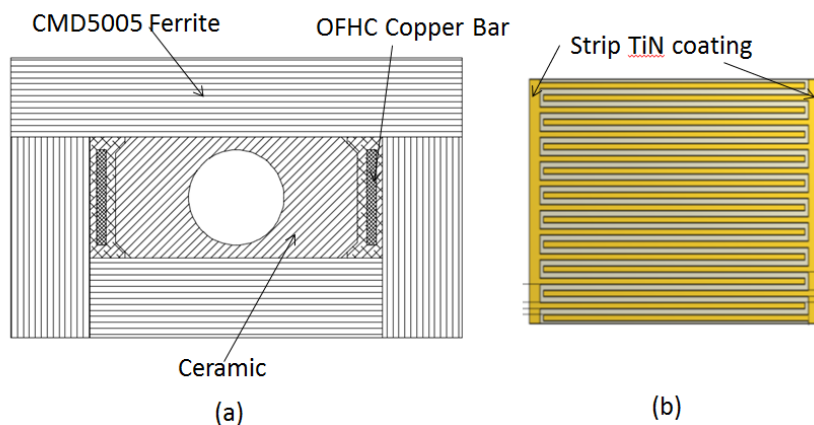 CMD5005 Ferrite
OFHC Copper Bar
Strip TiN coating
Ceramic
(a)
(b)